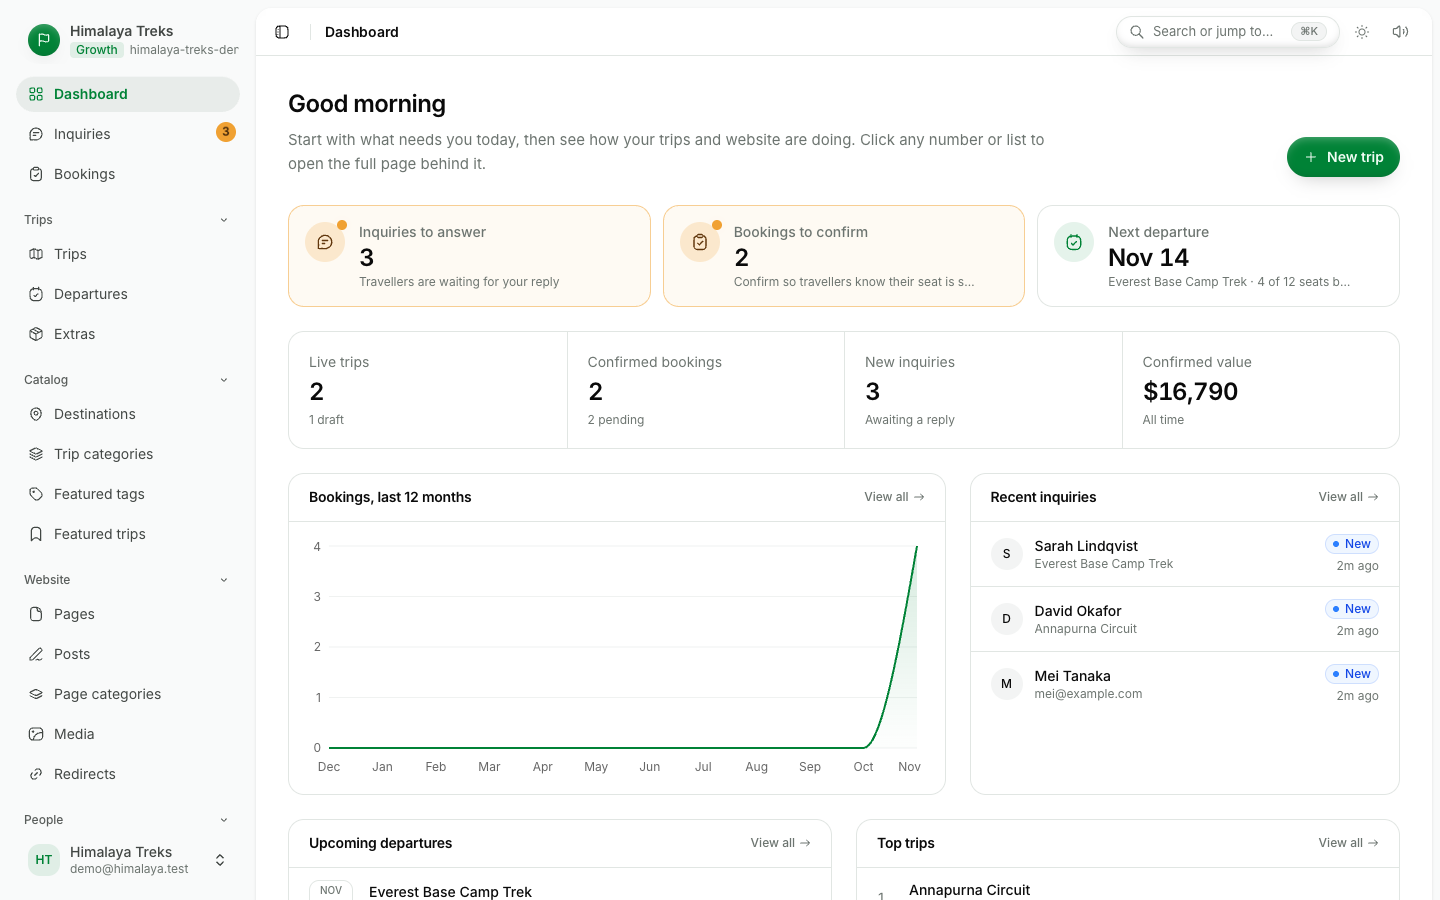 Himalaya Treks
Growth himalaya-treks-der
Dashboard
Inquiries 3
Bookings
Trips
Trips
Departures
Extras
Catalog
Destinations
Trip categories
Featured tags
Featured trips
Website
Pages
Posts
Page categories
Media
Redirects
People
HT Himalaya Treks
demo@himalaya.test
Dashboard
Search or jump to... ⌘K
Good morning
Start with what needs you today, then see how your trips and website are doing. Click any number or list to
open the full page behind it.
+ New trip
Inquiries to answer
3
Travellers are waiting for your reply
Bookings to confirm
2
Confirm so travellers know their seat is s...
Next departure
Nov 14
Everest Base Camp Trek · 4 of 12 seats b...
Live trips
2
1 draft
Confirmed bookings
2
2 pending
New inquiries
3
Awaiting a reply
Confirmed value
$16,790
All time
Bookings, last 12 months View all →
4
3
2
1
0
Dec Jan Feb Mar Apr May Jun Jul Aug Sep Oct Nov
Recent inquiries View all →
S Sarah Lindqvist New
Everest Base Camp Trek 2m ago
D David Okafor New
Annapurna Circuit 2m ago
M Mei Tanaka New
mei@example.com 2m ago
Upcoming departures View all →
NOV Everest Base Camp Trek
Top trips View all →
1 Annapurna Circuit